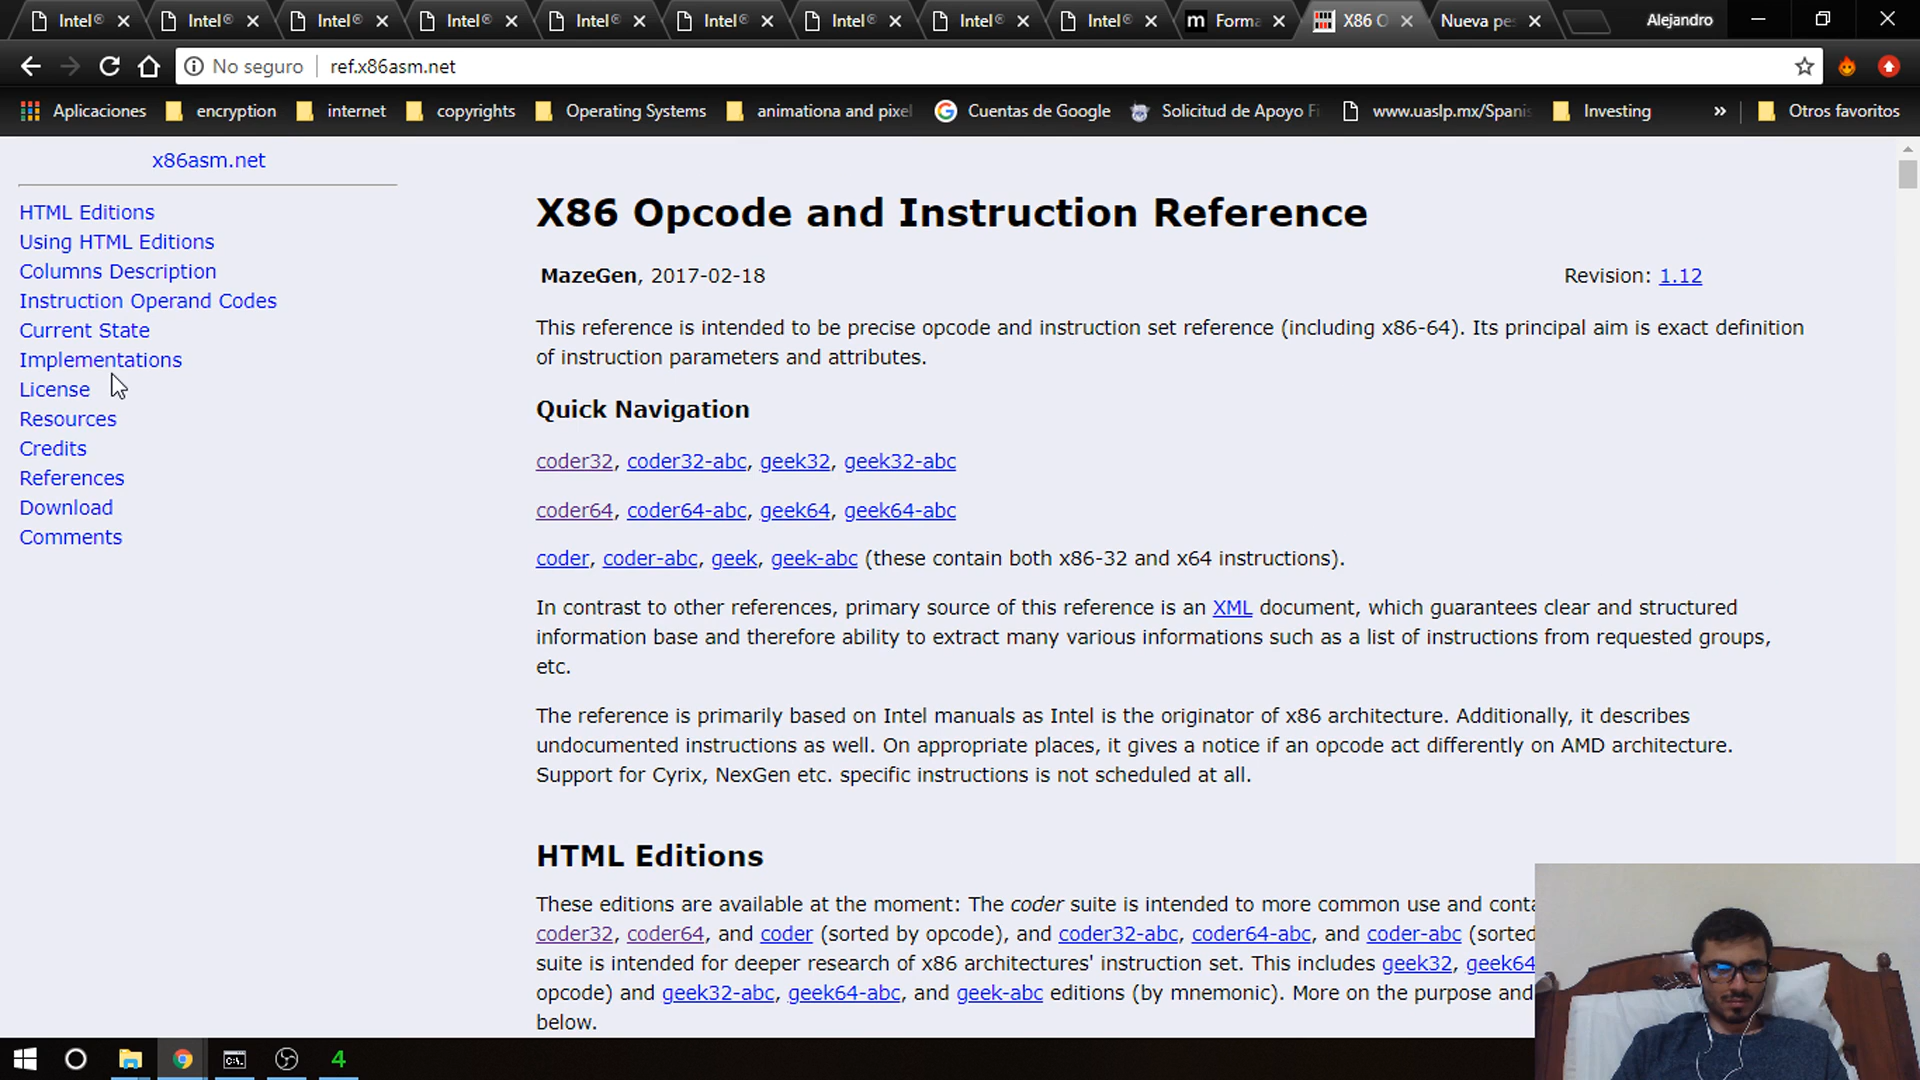 Intel® Intel® Intel® Intel® Intel® Intel® Intel® Intel® Intel® Forma X86 O Nueva pe Alejandro
No seguro ref.x86asm.net
Aplicaciones encryption internet copyrights Operating Systems animationa and pixel Cuentas de Google Solicitud de Apoyo Fi www.uaslp.mx/Spanis Investing » Otros favoritos
x86asm.net
HTML Editions
Using HTML Editions
Columns Description
Instruction Operand Codes
Current State
Implementations
License
Resources
Credits
References
Download
Comments
X86 Opcode and Instruction Reference
MazeGen, 2017-02-18 Revision: 1.12
This reference is intended to be precise opcode and instruction set reference (including x86-64). Its principal aim is exact definition
of instruction parameters and attributes.
Quick Navigation
coder32, coder32-abc, geek32, geek32-abc
coder64, coder64-abc, geek64, geek64-abc
coder, coder-abc, geek, geek-abc (these contain both x86-32 and x64 instructions).
In contrast to other references, primary source of this reference is an XML document, which guarantees clear and structured
information base and therefore ability to extract many various informations such as a list of instructions from requested groups,
etc.
The reference is primarily based on Intel manuals as Intel is the originator of x86 architecture. Additionally, it describes
undocumented instructions as well. On appropriate places, it gives a notice if an opcode act differently on AMD architecture.
Support for Cyrix, NexGen etc. specific instructions is not scheduled at all.
HTML Editions
These editions are available at the moment: The coder suite is intended to more common use and conta
coder32, coder64, and coder (sorted by opcode), and coder32-abc, coder64-abc, and coder-abc (sorted
suite is intended for deeper research of x86 architectures' instruction set. This includes geek32, geek64
opcode) and geek32-abc, geek64-abc, and geek-abc editions (by mnemonic). More on the purpose and
below.
4